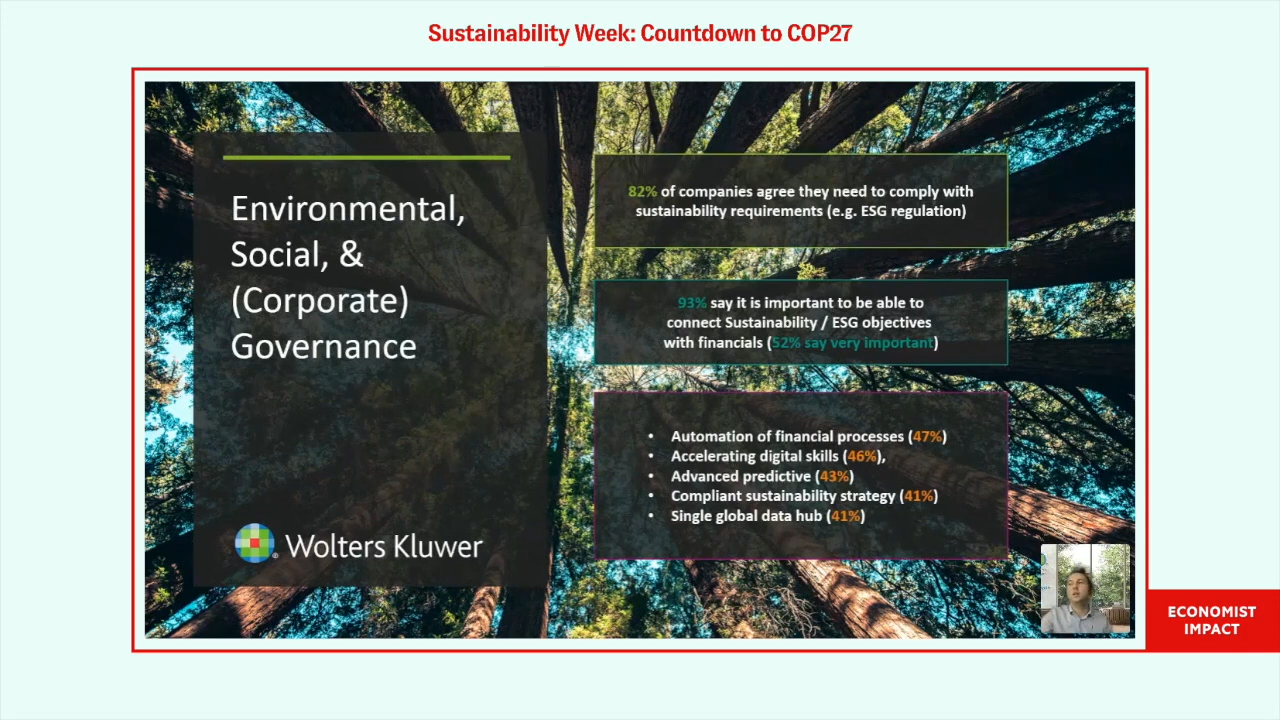 Sustainability Week: Countdown to COP27
Environmental,
Social, &
(Corporate)
Governance
Wolters Kluwer
82% of companies agree they need to comply with
sustainability requirements (e.g. ESG regulation)
93% say it is important to be able to
connect Sustainability / ESG objectives
with financials (52% say very important)
• Automation of financial processes (47%)
• Accelerating digital skills (46%),
• Advanced predictive (43%)
• Compliant sustainability strategy (41%)
• Single global data hub (41%)
ECONOMIST
IMPACT